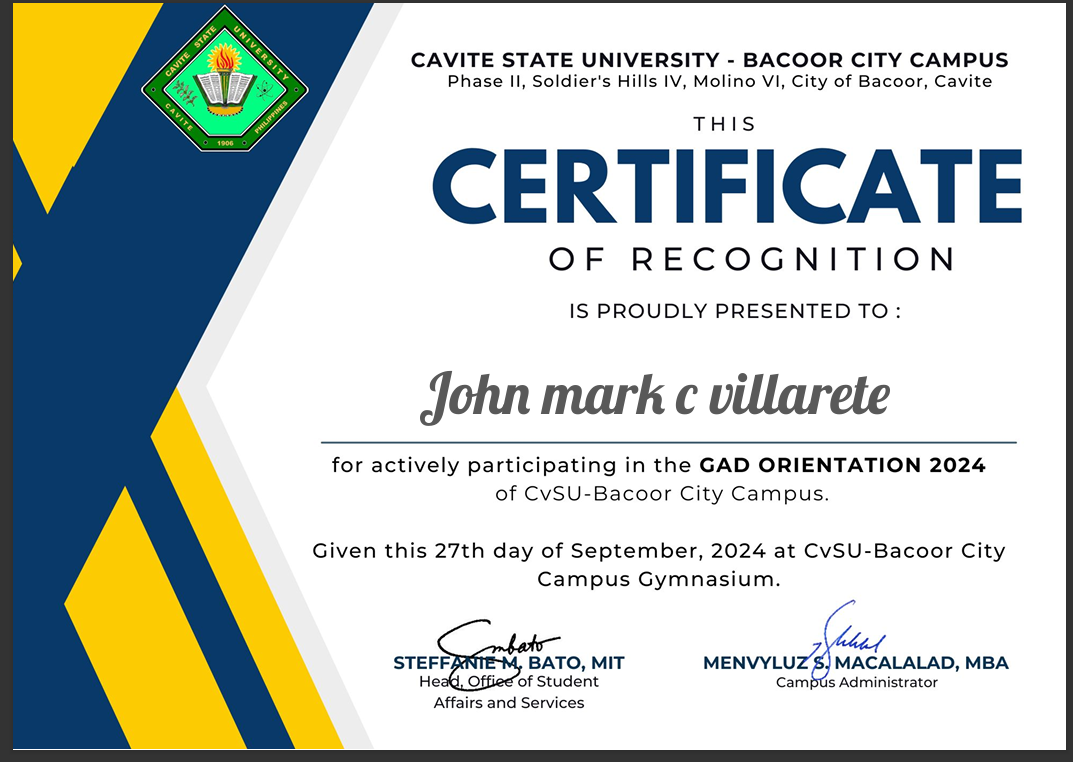 CAVITE STATE UNIVERSITY
CAVITE
1906
PHILIPPINES
CAVITE STATE UNIVERSITY - BACOOR CITY CAMPUS
Phase II, Soldier's Hills IV, Molino VI, City of Bacoor, Cavite
THIS
CERTIFICATE
OF RECOGNITION
IS PROUDLY PRESENTED TO :
John mark c villarete
for actively participating in the GAD ORIENTATION 2024
of CvSU-Bacoor City Campus.
Given this 27th day of September, 2024 at CvSU-Bacoor City
Campus Gymnasium.
STEFFANIE M. BATO, MIT
Head, Office of Student
Affairs and Services
MENVYLUZ S. MACALALAD, MBA
Campus Administrator